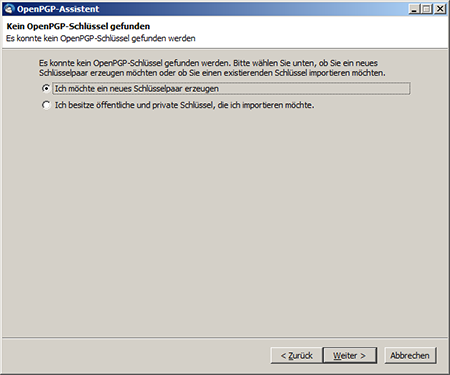 OpenPGP-Assistent
Kein OpenPGP-Schlüssel gefunden
Es konnte kein OpenPGP-Schlüssel gefunden werden
Es konnte kein OpenPGP-Schlüssel gefunden werden. Bitte wählen Sie unten, ob Sie ein neues
Schlüsselpaar erzeugen möchten oder ob Sie einen existierenden Schlüssel importieren möchten.
Ich möchte ein neues Schlüsselpaar erzeugen
Ich besitze öffentliche und private Schlüssel, die ich importieren möchte.
< Zurück Weiter > Abbrechen